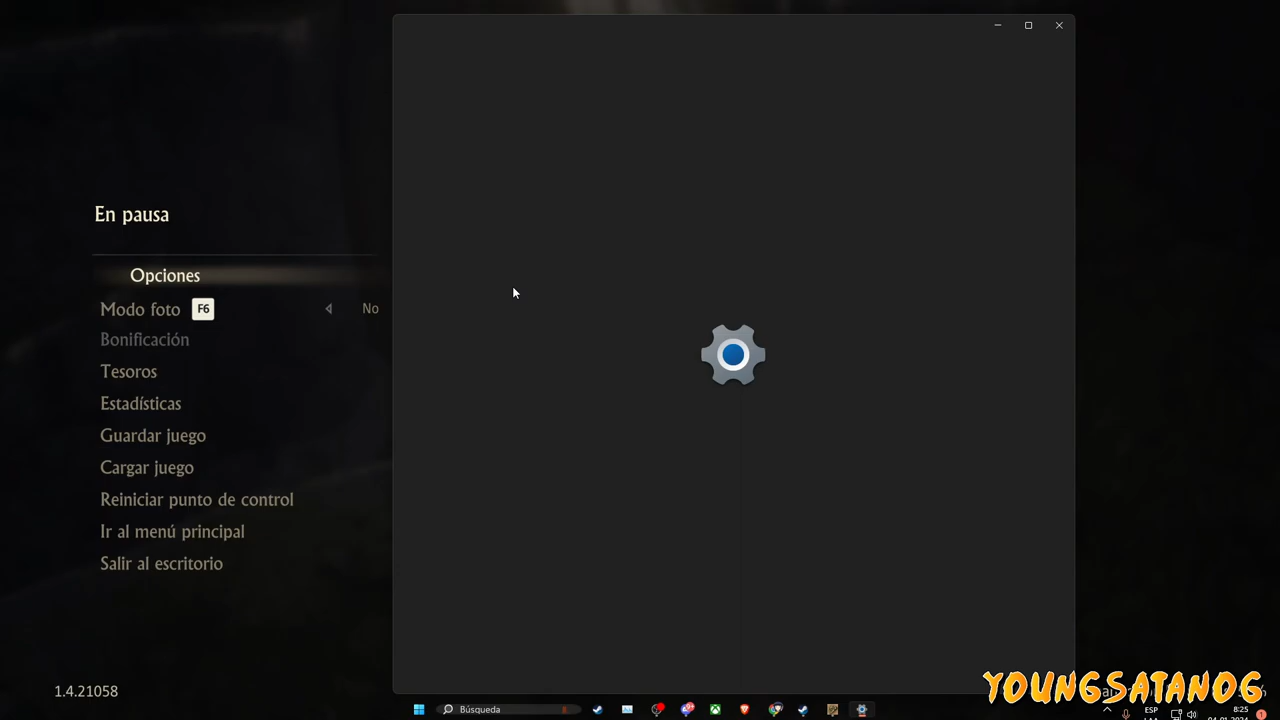 En pausa
Opciones
Modo foto F6 No
Bonificación
Tesoros
Estadísticas
Guardar juego
Cargar juego
Reiniciar punto de control
Ir al menú principal
Salir al escritorio
1.4.21058
YOUNGSATANOG
Búsqueda
ESP
8:25